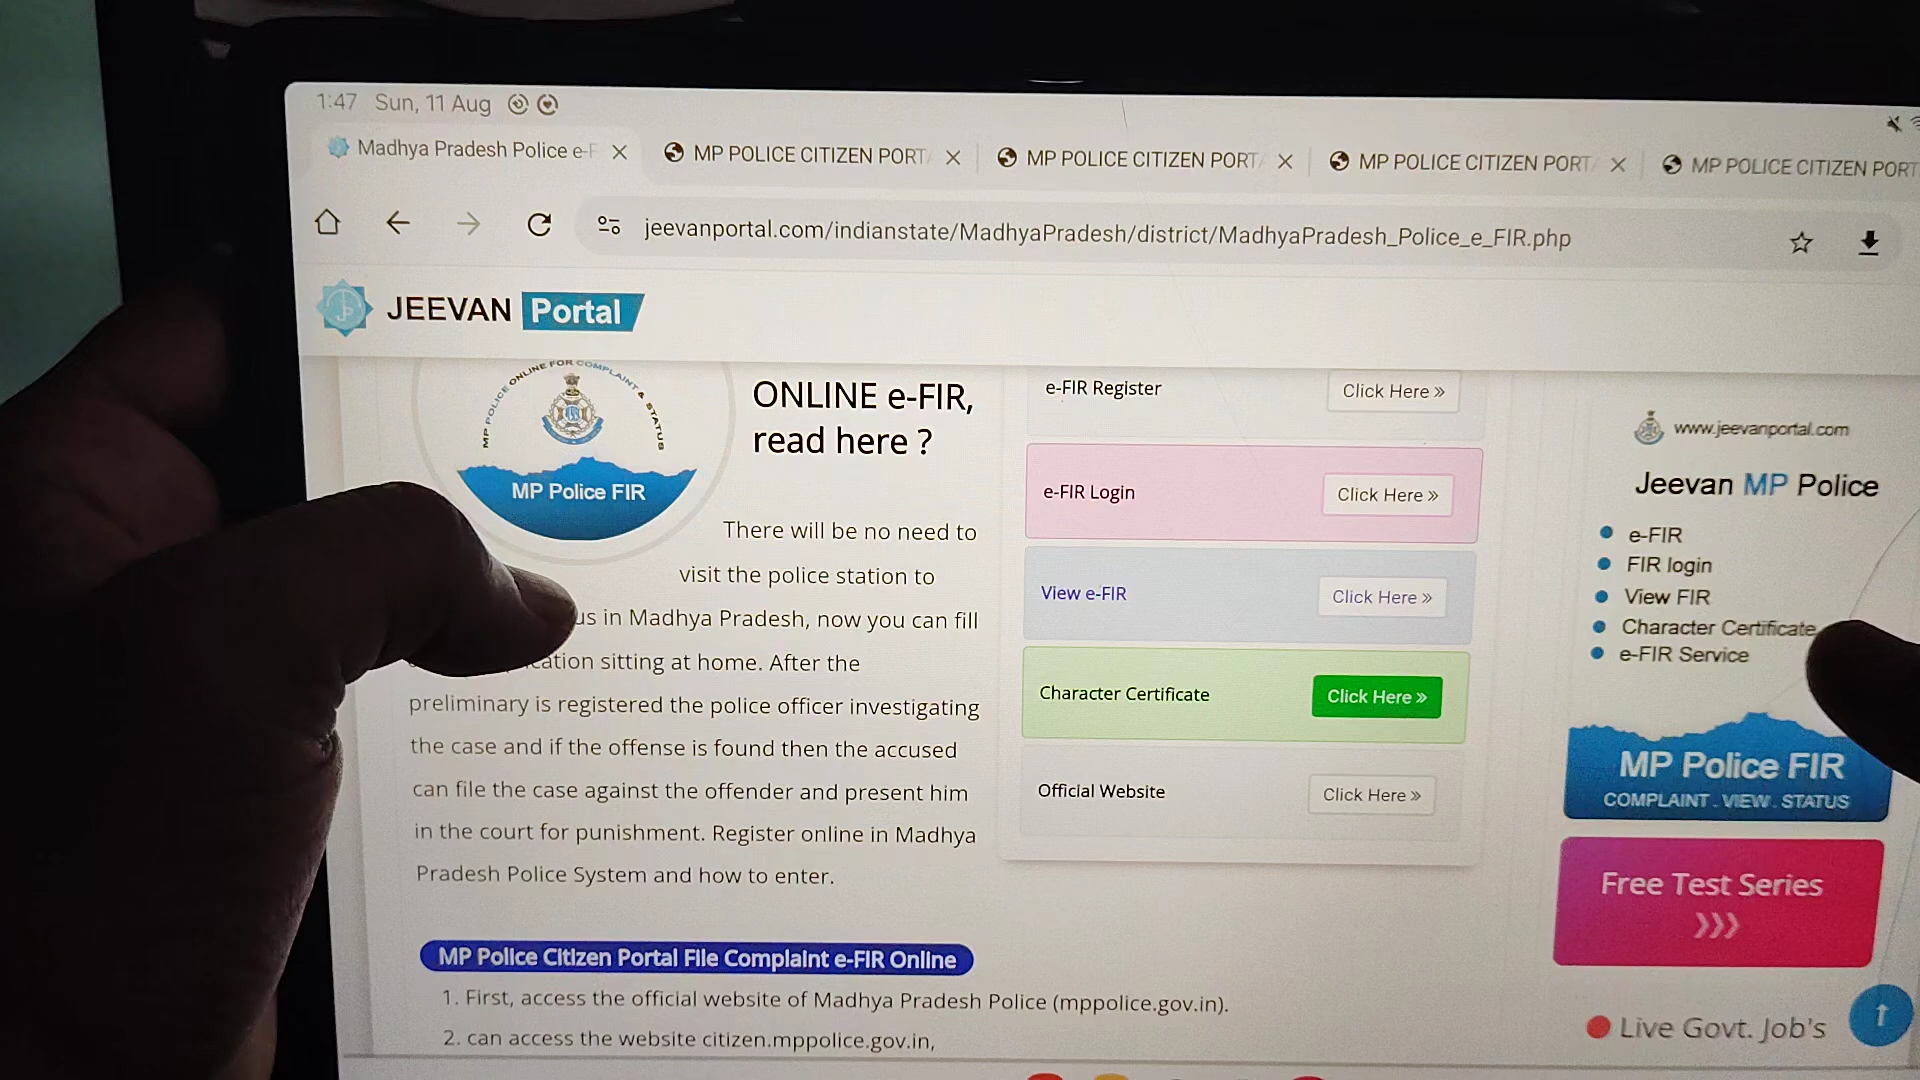 1:47 Sun, 11 Aug
Madhya Pradesh Police e-F
MP POLICE CITIZEN PORT
MP POLICE CITIZEN PORT
MP POLICE CITIZEN PORT
MP POLICE CITIZEN PORT
jeevanportal.com/indianstate/MadhyaPradesh/district/MadhyaPradesh_Police_e_FIR.php
JEEVAN Portal
MP POLICE ONLINE FOR COMPLAINT & STATUS
MP Police FIR
ONLINE e-FIR,
read here ?
There will be no need to
visit the police station to
us in Madhya Pradesh, now you can fill
sitting at home. After the
preliminary is registered the police officer investigating
the case and if the offense is found then the accused
can file the case against the offender and present him
in the court for punishment. Register online in Madhya
Pradesh Police System and how to enter.
MP Police Citizen Portal File Complaint e-FIR Online
1. First, access the official website of Madhya Pradesh Police (mppolice.gov.in).
2. can access the website citizen.mppolice.gov.in,
e-FIR Register Click Here »
e-FIR Login Click Here »
View e-FIR Click Here »
Character Certificate Click Here »
Official Website Click Here »
www.jeevanportal.com
Jeevan MP Police
e-FIR
FIR login
View FIR
Character Certificate
e-FIR Service
MP Police FIR
COMPLAINT . VIEW . STATUS
Free Test Series
Live Govt. Job's